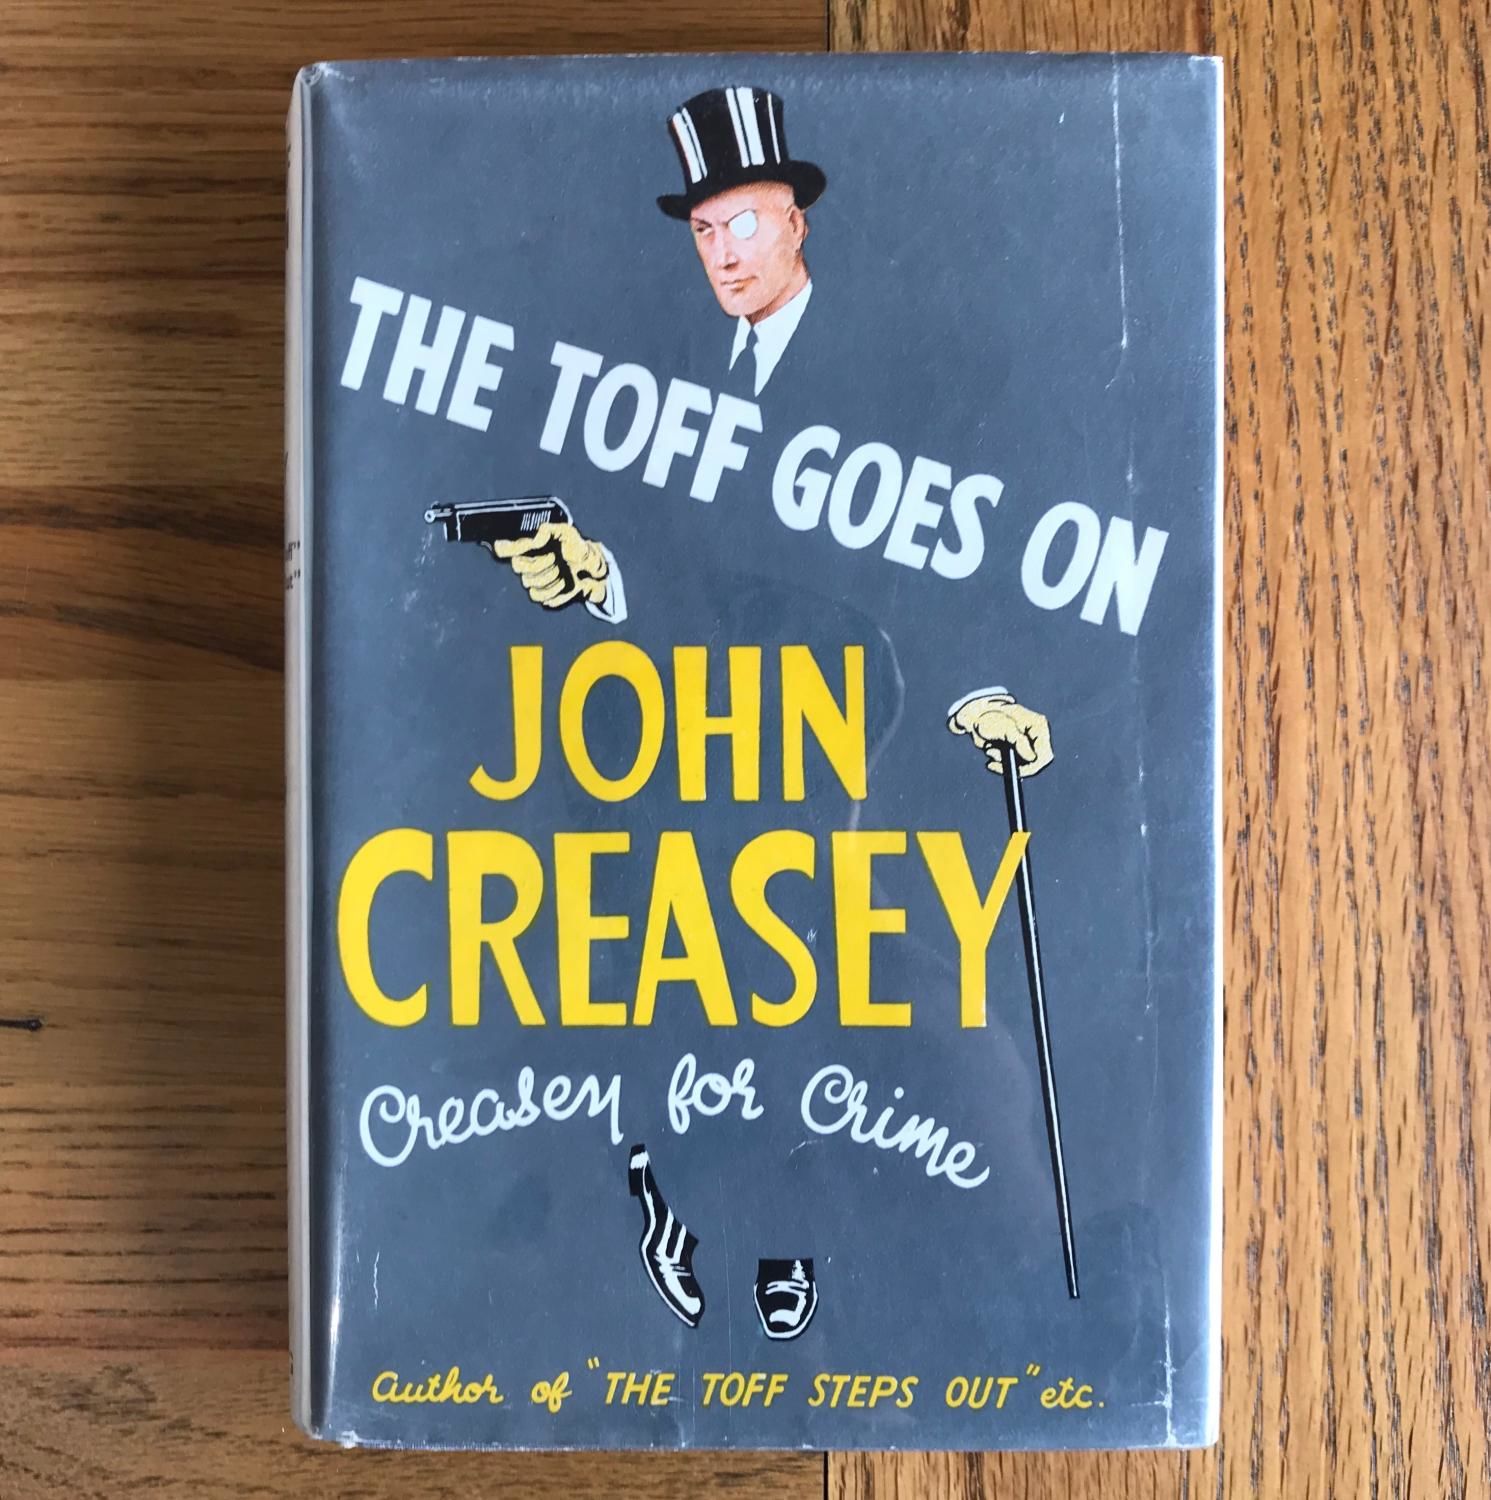 THE TOFF GOES ON
JOHN
CREASEY
Creasey for Crime
author of "THE TOFF STEPS OUT" etc.